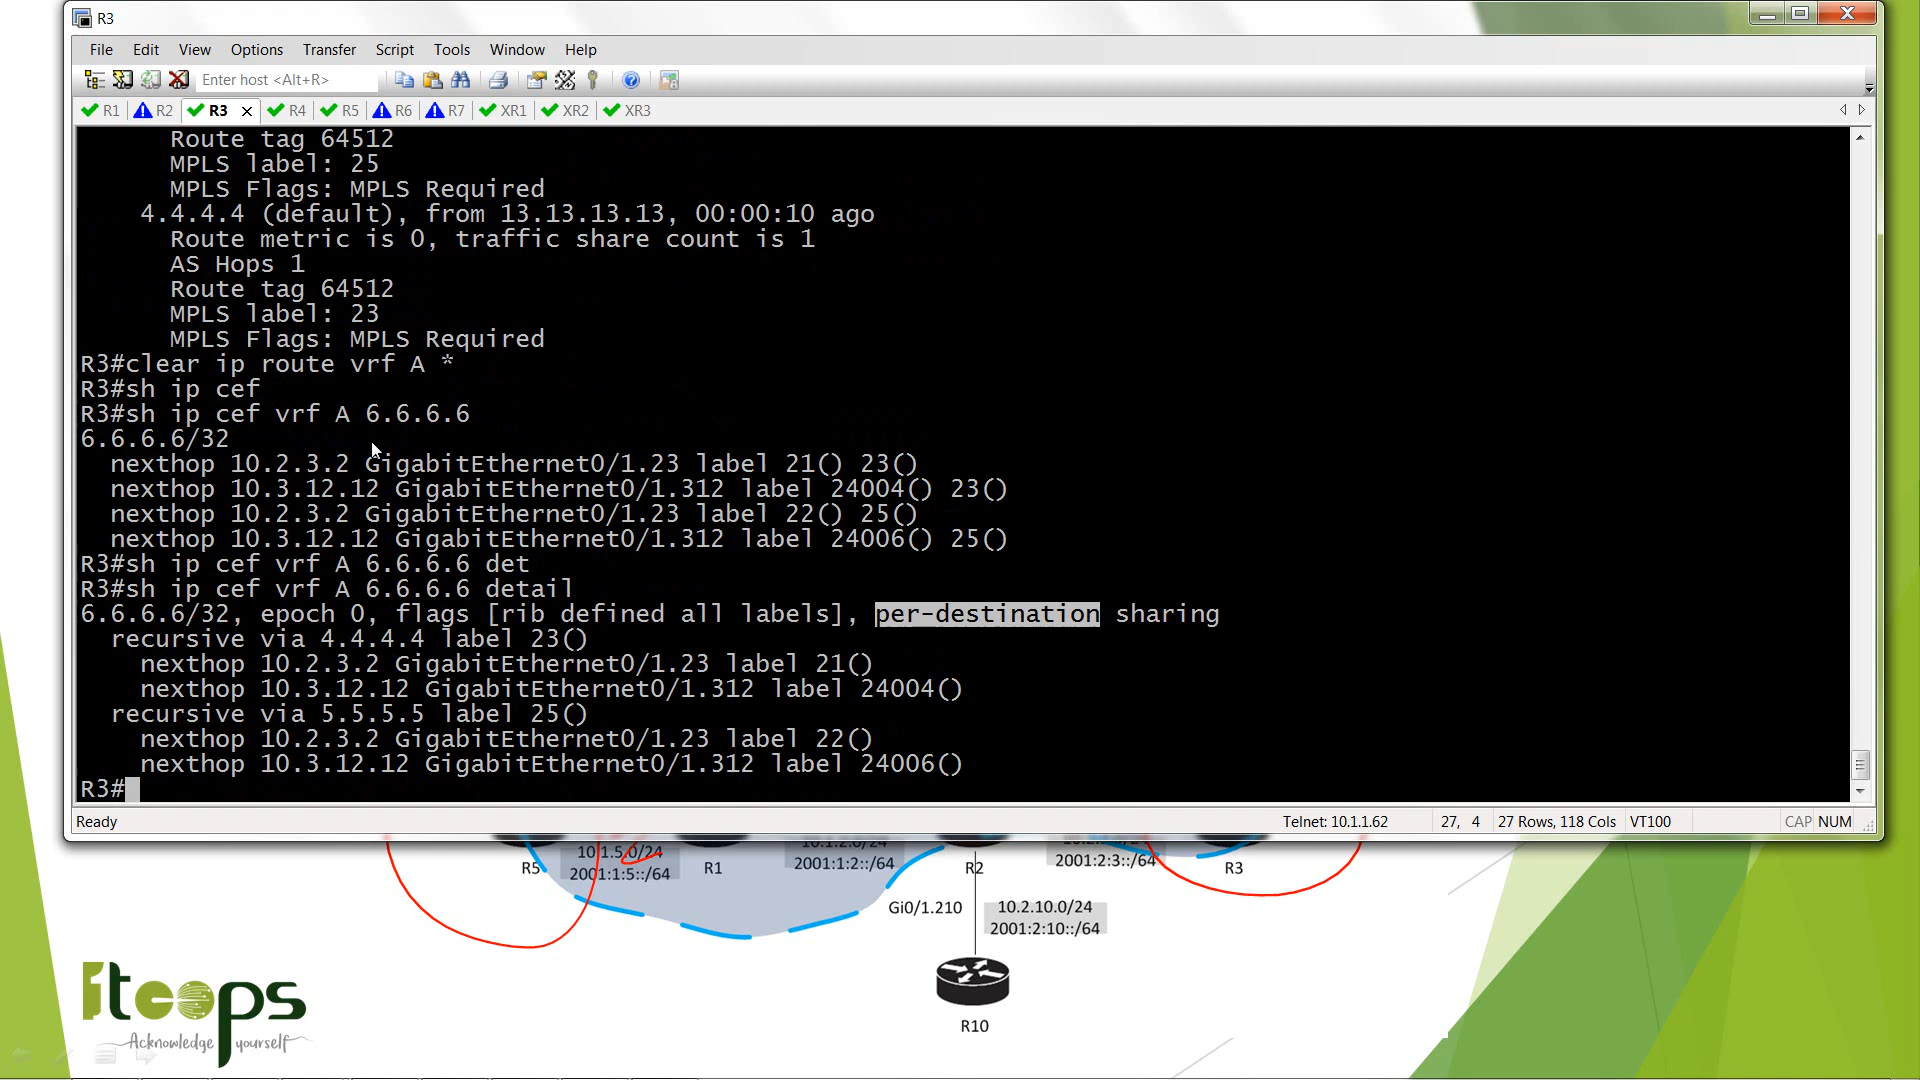 R3
File Edit View Options Transfer Script Tools Window Help
Enter host <Alt+R>
R1 R2 R3 R4 R5 R6 R7 XR1 XR2 XR3
Route tag 64512
MPLS label: 25
MPLS Flags: MPLS Required
4.4.4.4 (default), from 13.13.13.13, 00:00:10 ago
Route metric is 0, traffic share count is 1
AS Hops 1
Route tag 64512
MPLS label: 23
MPLS Flags: MPLS Required
R3#clear ip route vrf A *
R3#sh ip cef
R3#sh ip cef vrf A 6.6.6.6
6.6.6.6/32
nexthop 10.2.3.2 GigabitEthernet0/1.23 label 21() 23()
nexthop 10.3.12.12 GigabitEthernet0/1.312 label 24004() 23()
nexthop 10.2.3.2 GigabitEthernet0/1.23 label 22() 25()
nexthop 10.3.12.12 GigabitEthernet0/1.312 label 24006() 25()
R3#sh ip cef vrf A 6.6.6.6 det
R3#sh ip cef vrf A 6.6.6.6 detail
6.6.6.6/32, epoch 0, flags [rib defined all labels], per-destination sharing
recursive via 4.4.4.4 label 23()
nexthop 10.2.3.2 GigabitEthernet0/1.23 label 21()
nexthop 10.3.12.12 GigabitEthernet0/1.312 label 24004()
recursive via 5.5.5.5 label 25()
nexthop 10.2.3.2 GigabitEthernet0/1.23 label 22()
nexthop 10.3.12.12 GigabitEthernet0/1.312 label 24006()
R3#
Ready Telnet: 10.1.1.62 27, 4 27 Rows, 118 Cols VT100 CAP NUM
10.1.5.0/24
2001:1:5::/64
2001:1:2::/64
2001:2:3::/64
R5 R1 R2 R3
Gi0/1.210
10.2.10.0/24
2001:2:10::/64
R10
itoops
Acknowledge yourself